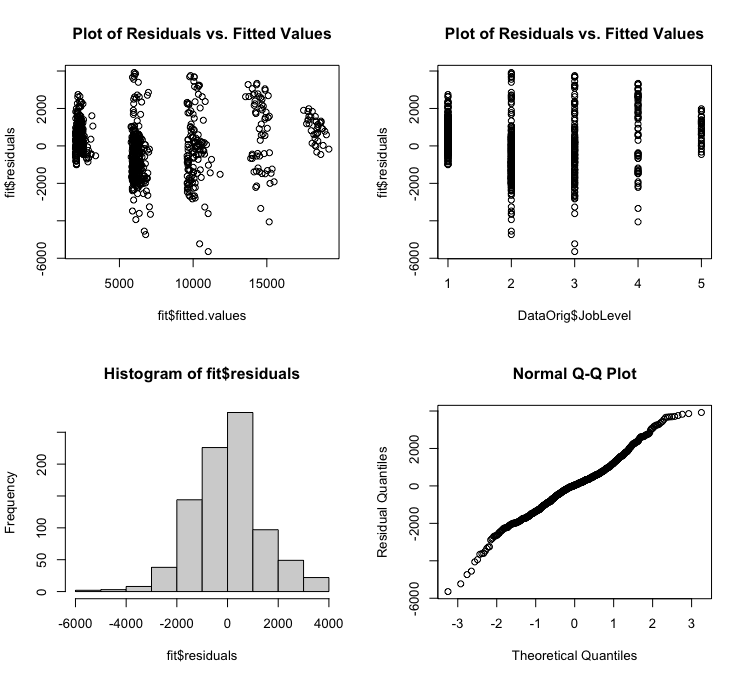 Plot of Residuals vs. Fitted Values
fit$residuals
2000
0
-2000
-6000
5000 10000 15000
fit$fitted.values
Plot of Residuals vs. Fitted Values
fit$residuals
2000
0
-2000
-6000
1 2 3 4 5
DataOrig$JobLevel
Histogram of fit$residuals
Frequency
200
100
50
0
-6000 -4000 -2000 0 2000 4000
fit$residuals
Normal Q-Q Plot
Residual Quantiles
2000
0
-2000
-6000
-3 -2 -1 0 1 2 3
Theoretical Quantiles